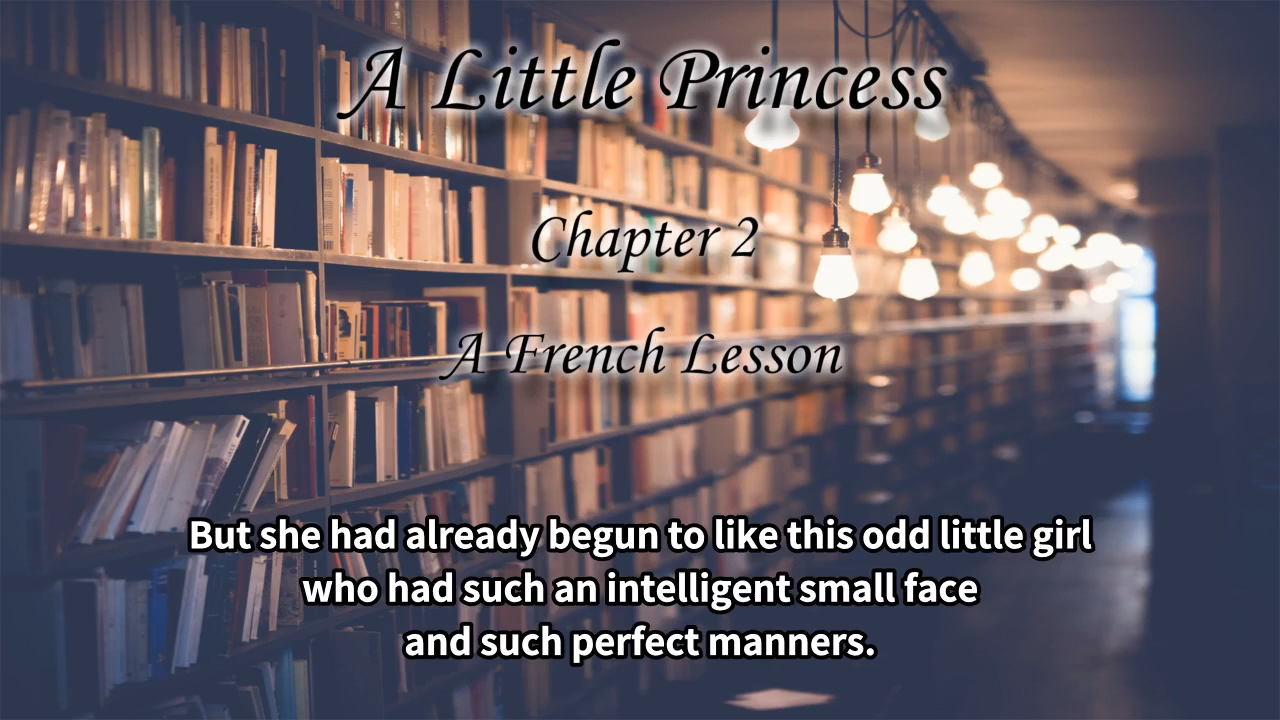 A Little Princess
Chapter 2
A French Lesson
But she had already begun to like this odd little girl
who had such an intelligent small face
and such perfect manners.